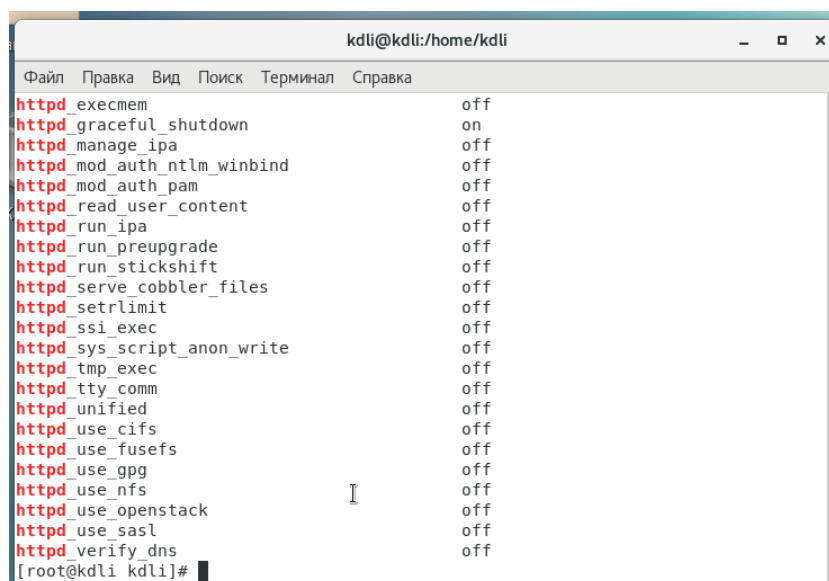 kdli@kdli:/home/kdli
Файл Правка Вид Поиск Терминал Справка
httpd_execmem off
httpd_graceful_shutdown on
httpd_manage_ipa off
httpd_mod_auth_ntlm_winbind off
httpd_mod_auth_pam off
httpd_read_user_content off
httpd_run_ipa off
httpd_run_preupgrade off
httpd_run_stickshift off
httpd_serve_cobbler_files off
httpd_setrlimit off
httpd_ssi_exec off
httpd_sys_script_anon_write off
httpd_tmp_exec off
httpd_tty_comm off
httpd_unified off
httpd_use_cifs off
httpd_use_fusefs off
httpd_use_gpg off
httpd_use_nfs off
httpd_use_openstack off
httpd_use_sasl off
httpd_verify_dns off
[root@kdli kdli]#